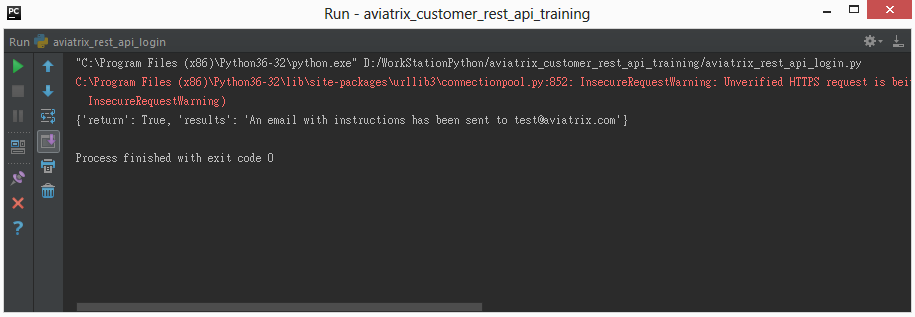 PC
Run - aviatrix_customer_rest_api_training
Run aviatrix_rest_api_login
"C:\Program Files (x86)\Python36-32\python.exe" D:/WorkStationPython/aviatrix_customer_rest_api_training/aviatrix_rest_api_login.py
C:\Program Files (x86)\Python36-32\lib\site-packages\urllib3\connectionpool.py:852: InsecureRequestWarning: Unverified HTTPS request is bei
InsecureRequestWarning)
{'return': True, 'results': 'An email with instructions has been sent to test@aviatrix.com'}
Process finished with exit code 0